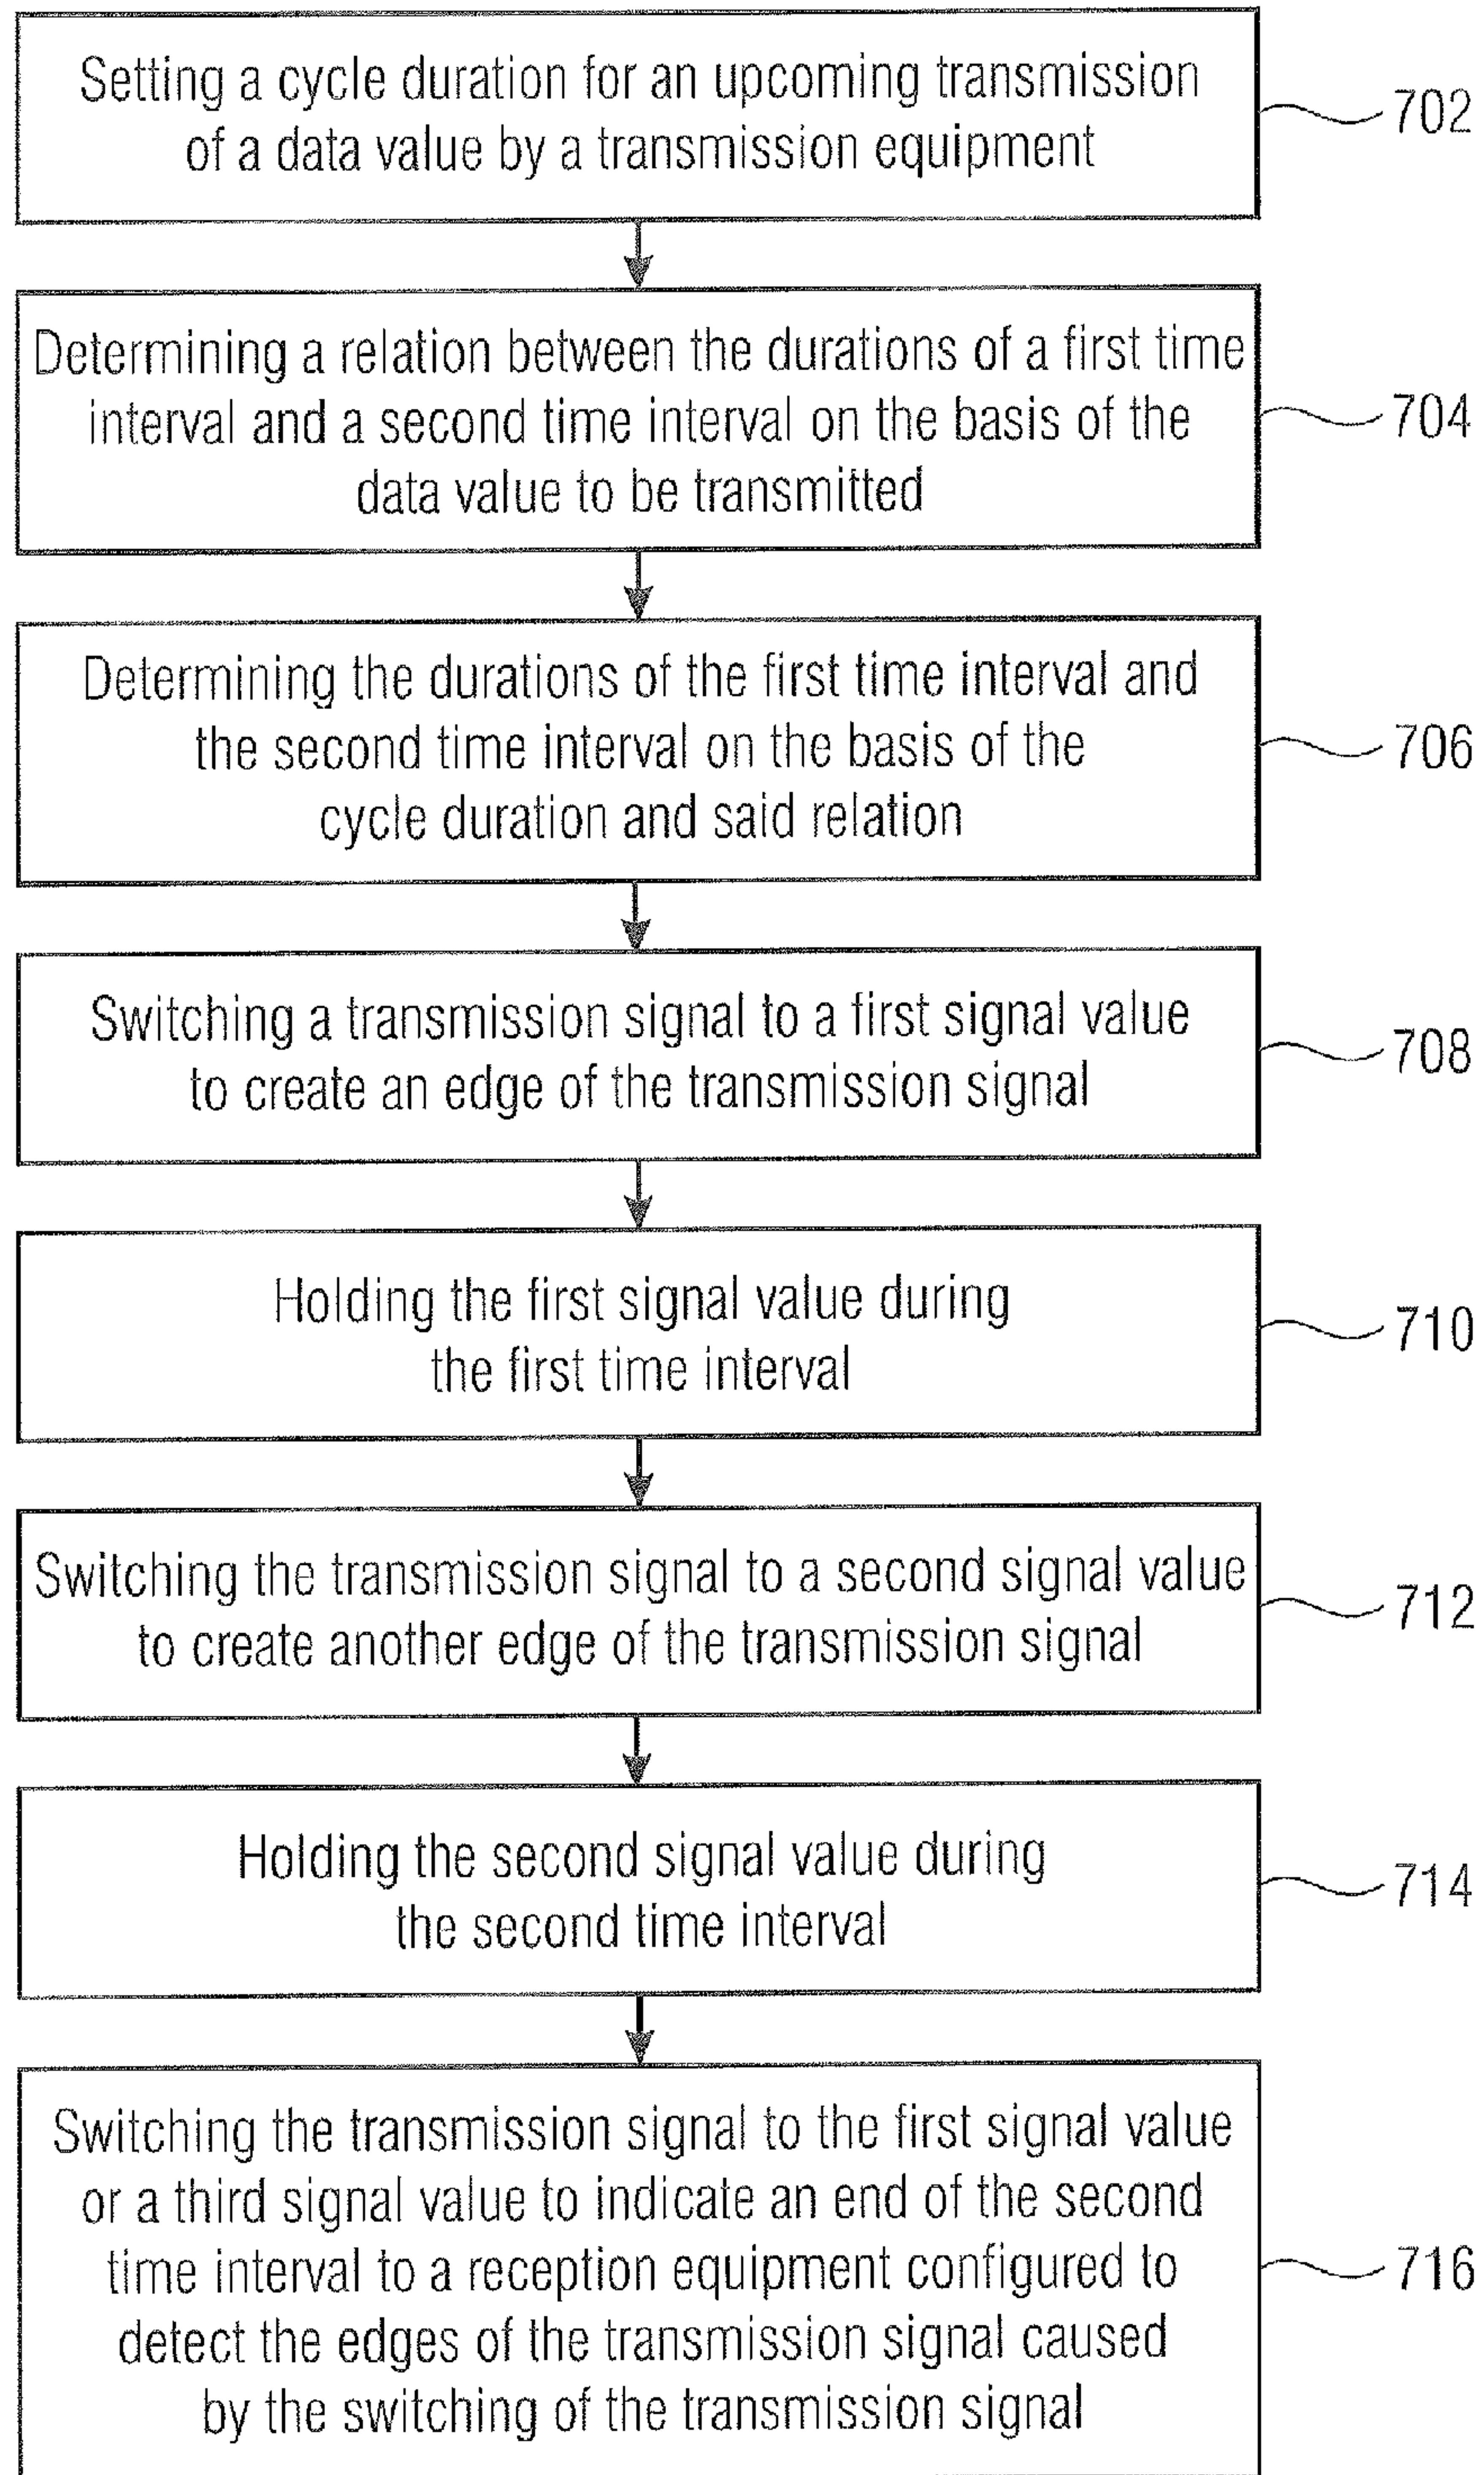 Setting a cycle duration for an upcoming transmission
of a data value by a transmission equipment
702
Determining a relation between the durations of a first time
interval and a second time interval on the basis of the
data value to be transmitted
704
Determining the durations of the first time interval and
the second time interval on the basis of the
cycle duration and said relation
706
Switching a transmission signal to a first signal value
to create an edge of the transmission signal
708
Holding the first signal value during
the first time interval
710
Switching the transmission signal to a second signal value
to create another edge of the transmission signal
712
Holding the second signal value during
the second time interval
714
Switching the transmission signal to the first signal value
or a third signal value to indicate an end of the second
time interval to a reception equipment configured to
detect the edges of the transmission signal caused
by the switching of the transmission signal
716